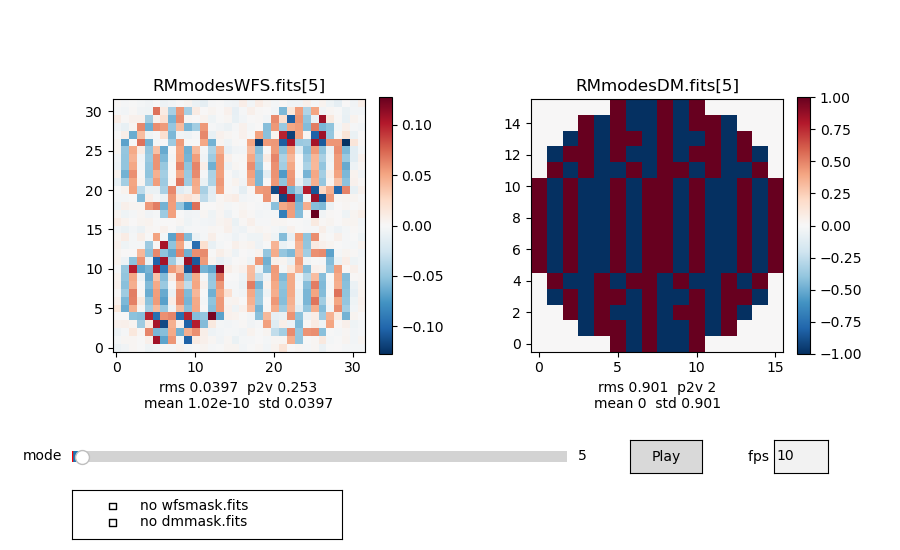 RMmodesWFS.fits[5]
RMmodesDM.fits[5]
30
25
20
15
10
5
0
0 10 20 30
0.10
0.05
0.00
−0.05
−0.10
rms 0.0397 p2v 0.253
mean 1.02e-10 std 0.0397
14
12
10
8
6
4
2
0
0 5 10 15
1.00
0.75
0.50
0.25
0.00
−0.25
−0.50
−0.75
−1.00
rms 0.901 p2v 2
mean 0 std 0.901
mode 5 Play fps 10
no wfsmask.fits
no dmmask.fits